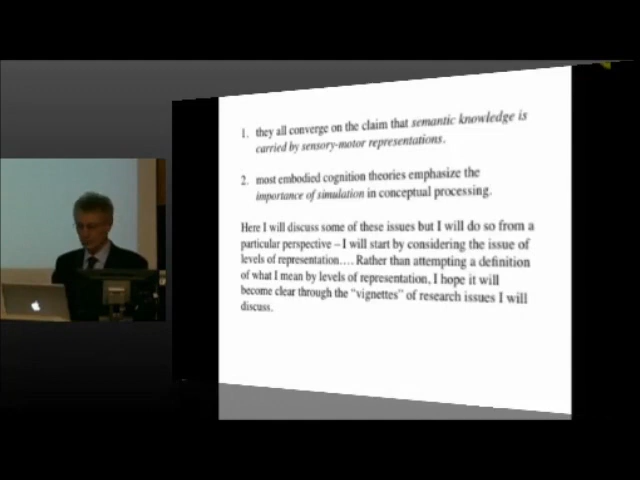 1. they all converge on the claim that semantic knowledge is
carried by sensory-motor representations.
2. most embodied cognition theories emphasize the
importance of simulation in conceptual processing.
Here I will discuss some of these issues but I will do so from a
particular perspective – I will start by considering the issue of
levels of representation.... Rather than attempting a definition
of what I mean by levels of representation, I hope it will
become clear through the “vignettes” of research issues I will
discuss.